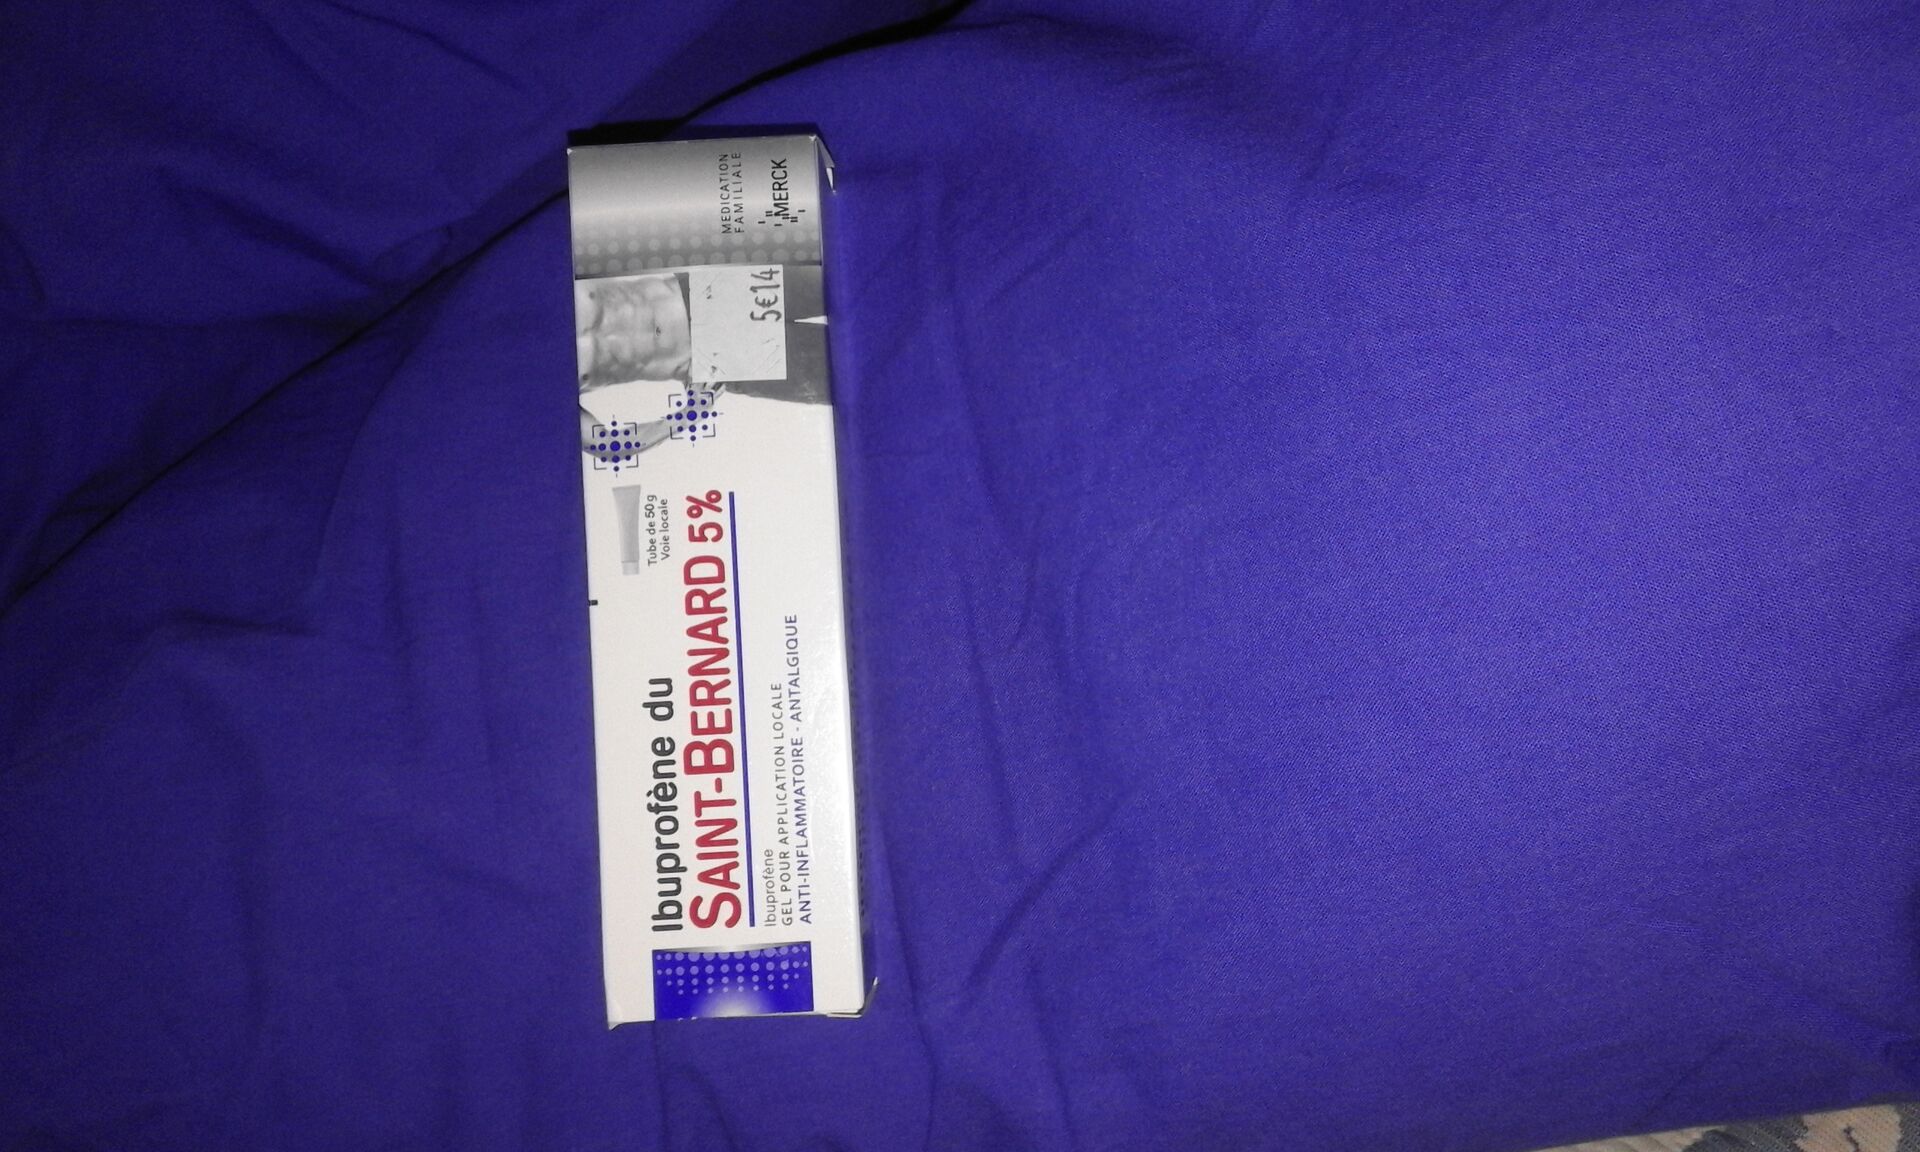 Ibuprofène du
SAINT-BERNARD 5%
Ibuprofène
GEL POUR APPLICATION LOCALE
ANTI-INFLAMMATOIRE - ANTALGIQUE
Tube de 50 g
Voie locale
5€14
MEDICATION
FAMILIALE
MERCK